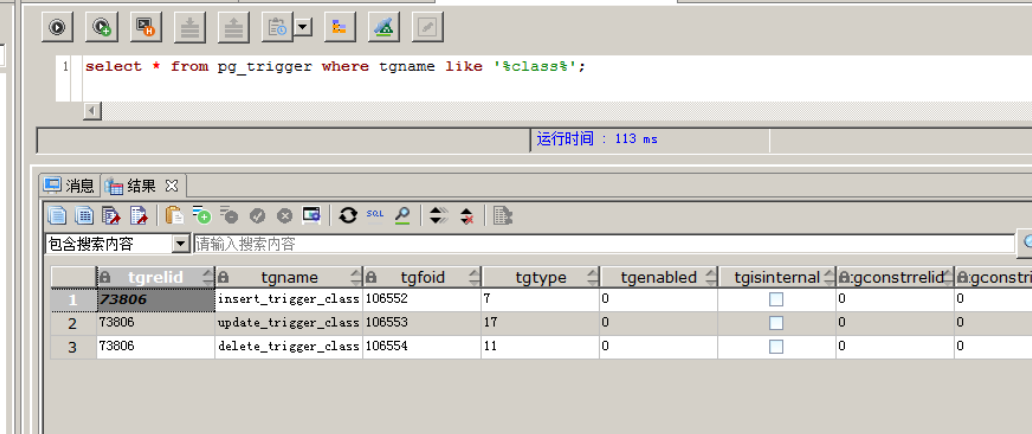 1 select * from pg_trigger where tgname like '%class%';
运行时间 : 113 ms
消息 结果
SQL
包含搜索内容 请输入搜索内容
tgrelid tgname tgfoid tgtype tgenabled tgisinternal :gconstrrelid :gconstri
1 73806 insert_trigger_class 106552 7 O 0 0
2 73806 update_trigger_class 106553 17 O 0 0
3 73806 delete_trigger_class 106554 11 O 0 0